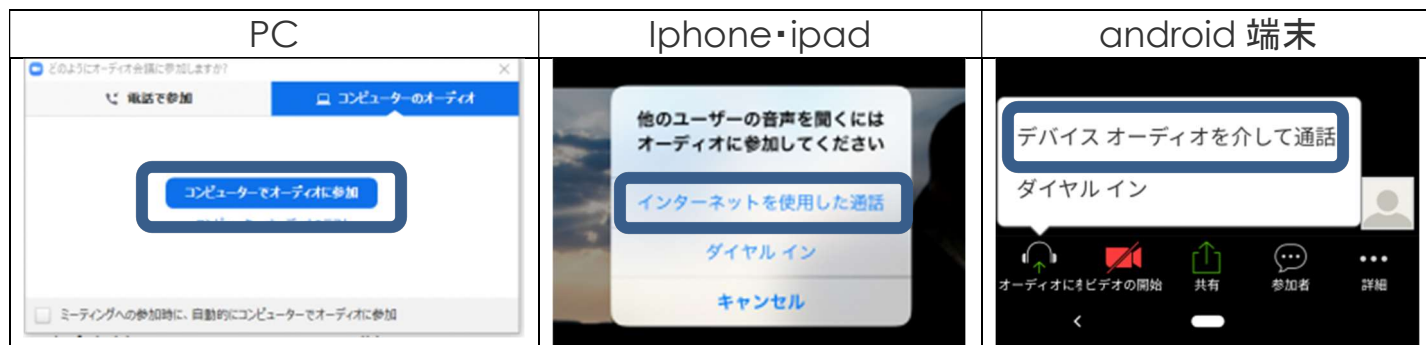 PC
Iphone・ipad
android 端末
どのようにオーディオ会議に参加しますか?
電話で参加
コンピューターのオーディオ
コンピューターでオーディオに参加
ミーティングへの参加時に、自動的にコンピューターでオーディオに参加
他のユーザーの音声を聞くには
オーディオに参加してください
インターネットを使用した通話
ダイヤル イン
キャンセル
デバイス オーディオを介して通話
ダイヤル イン
オーディオに
ビデオの開始
共有
参加者
詳細